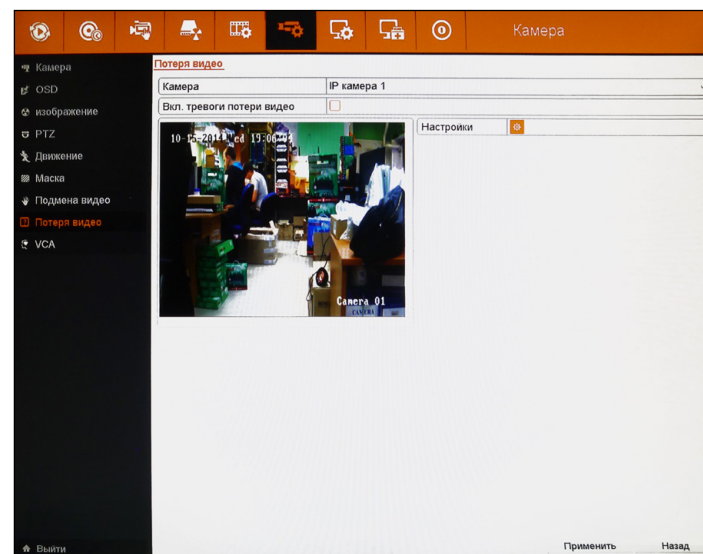 Камера
Камера
OSD
изображение
PTZ
Движение
Маска
Подмена видео
Потеря видео
VCA
Выйти
Потеря видео
Камера IP камера 1
Вкл. тревоги потери видео
Настройки
Camera 01
CAMERA
Применить Назад